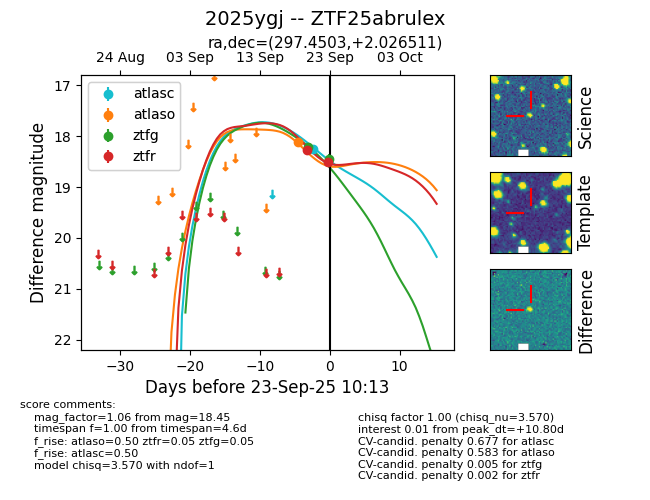 2025ygj -- ZTF25abrulex
ra,dec=(297.4503,+2.026511)
24 Aug 03 Sep 13 Sep 23 Sep 03 Oct
17
18
19
20
21
22
Difference magnitude
atlasc
atlaso
ztfg
ztfr
−30 −20 −10 0 10
Days before 23-Sep-25 10:13
Science
Template
Difference
score comments:
mag_factor=1.06 from mag=18.45
timespan f=1.00 from timespan=4.6d
f_rise: atlaso=0.50 ztfr=0.05 ztfg=0.05
f_rise: atlasc=0.50
model chisq=3.570 with ndof=1
chisq factor 1.00 (chisq_nu=3.570)
interest 0.01 from peak_dt=+10.80d
CV-candid. penalty 0.677 for atlasc
CV-candid. penalty 0.583 for atlaso
CV-candid. penalty 0.005 for ztfg
CV-candid. penalty 0.002 for ztfr